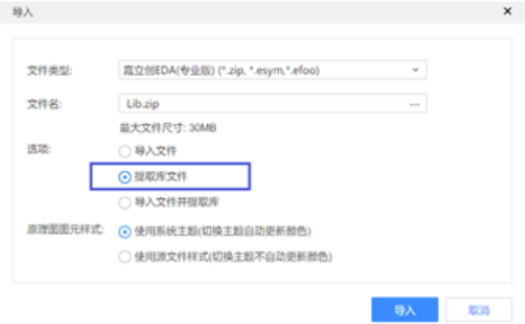 导入
文件类型: 嘉立创EDA(专业版) (*.zip, *.esym,*.efoo)
文件名: Lib.zip ...
最大文件尺寸: 30MB
选项: 导入文件
提取库文件
导入文件并提取库
原理图图元样式: 使用系统主题(切换主题自动更新颜色)
使用源文件样式(切换主题不自动更新颜色)
导入 取消